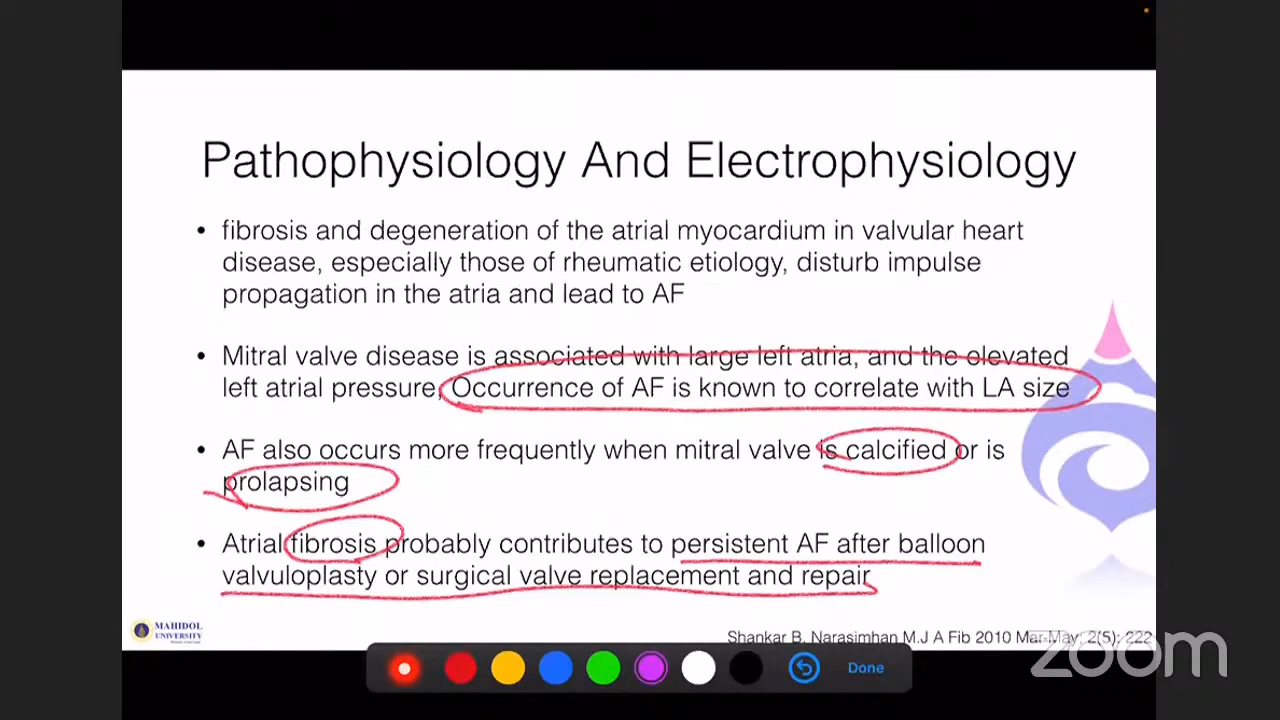 Pathophysiology And Electrophysiology
• fibrosis and degeneration of the atrial myocardium in valvular heart
disease, especially those of rheumatic etiology, disturb impulse
propagation in the atria and lead to AF
• Mitral valve disease is associated with large left atria, and the elevated
left atrial pressure, Occurrence of AF is known to correlate with LA size
• AF also occurs more frequently when mitral valve is calcified or is
prolapsing
• Atrial fibrosis probably contributes to persistent AF after balloon
valvuloplasty or surgical valve replacement and repair
MAHIDOL
UNIVERSITY
Shankar B, Narasimhan M.J A Fib 2010 Mar-May; 2(5): 222
zoom
Done